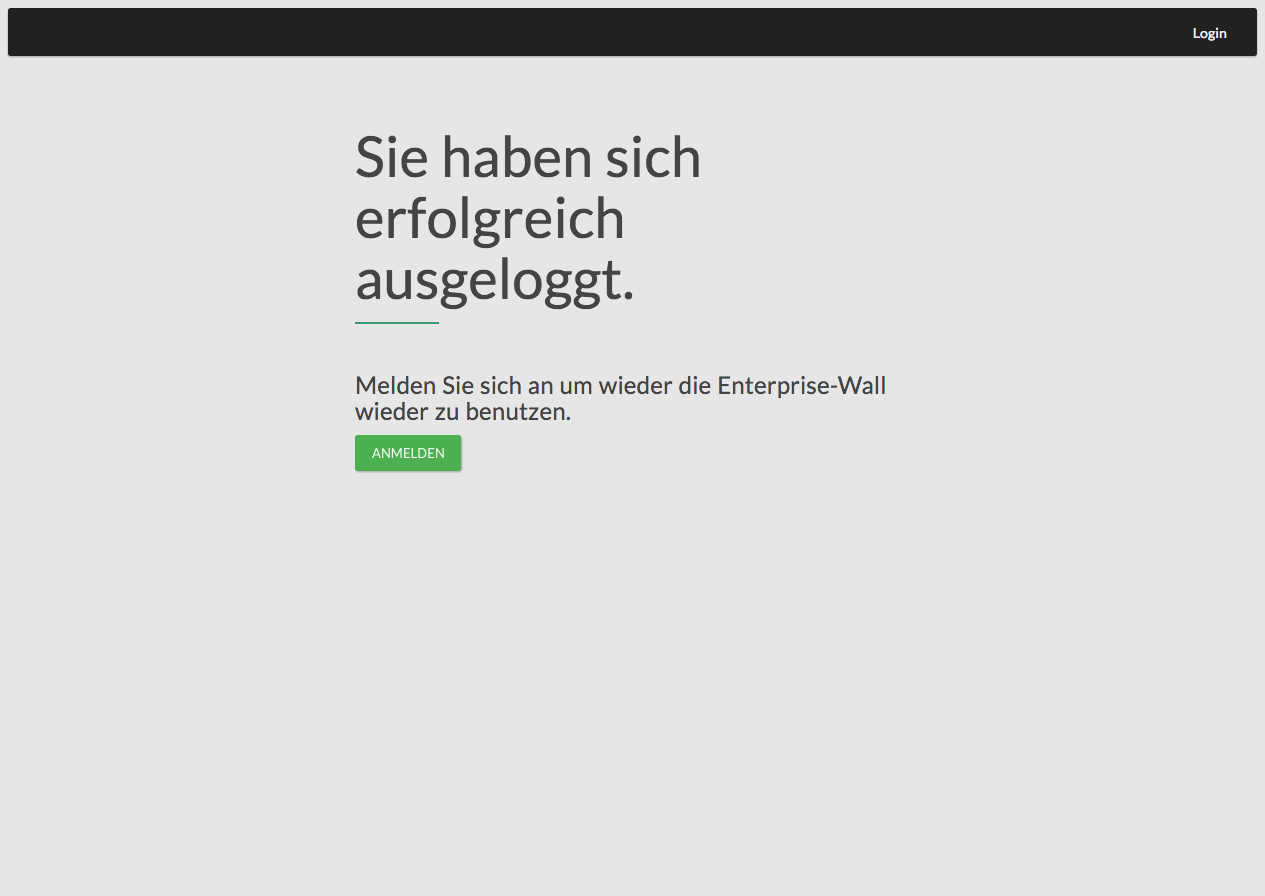 Login
Sie haben sich
erfolgreich
ausgeloggt.
Melden Sie sich an um wieder die Enterprise-Wall
wieder zu benutzen.
ANMELDEN